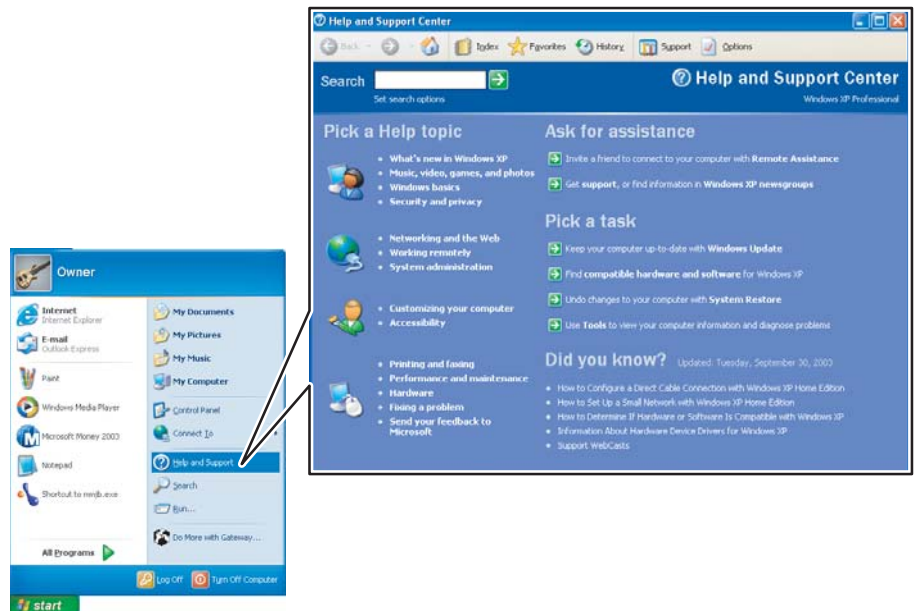 Help and Support Center
Back
Index
Favorites
History
Support
Options
Search
Set search options
Help and Support Center
Windows XP Professional
Pick a Help topic
What's new in Windows XP
Music, video, games, and photos
Windows basics
Security and privacy
Networking and the Web
Working remotely
System administration
Customizing your computer
Accessibility
Printing and faxing
Performance and maintenance
Hardware
Fixing a problem
Send your feedback to
Microsoft
Ask for assistance
Invite a friend to connect to your computer with Remote Assistance
Get support, or find information in Windows XP newsgroups
Pick a task
Keep your computer up-to-date with Windows Update
Find compatible hardware and software for Windows XP
Undo changes to your computer with System Restore
Use Tools to view your computer information and diagnose problems
Did you know? Updated: Tuesday, September 30, 2003
How to Configure a Direct Cable Connection with Windows XP Home Edition
How to Set Up a Small Network with Windows XP Home Edition
How to Determine If Hardware or Software Is Compatible with Windows XP
Information About Hardware Device Drivers for Windows XP
Support WebCasts
Owner
Internet
Internet Explorer
E-mail
Outlook Express
Paint
Windows Media Player
Microsoft Money 2003
Notepad
Shortcut to nwjb.exe
All Programs
My Documents
My Pictures
My Music
My Computer
Control Panel
Connect To
Help and Support
Search
Run...
Do More with Gateway...
Log Off
Turn Off Computer
start